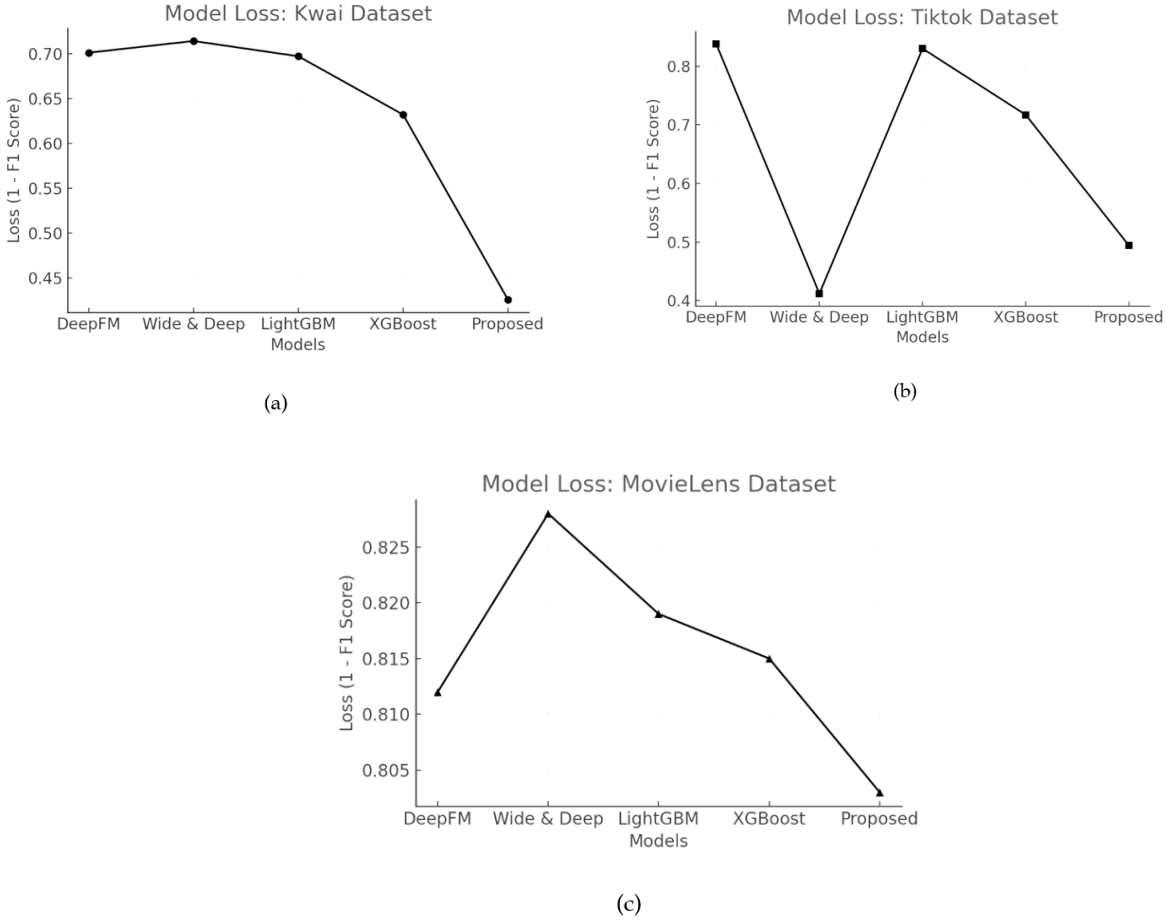 Model Loss: Kwai Dataset
Loss (1 - F1 Score)
0.70
0.65
0.60
0.55
0.50
0.45
DeepFM Wide & Deep LightGBM XGBoost Proposed
Models
(a)
Model Loss: Tiktok Dataset
Loss (1 - F1 Score)
0.8
0.7
0.6
0.5
0.4
DeepFM Wide & Deep LightGBM XGBoost Proposed
Models
(b)
Model Loss: MovieLens Dataset
Loss (1 - F1 Score)
0.825
0.820
0.815
0.810
0.805
DeepFM Wide & Deep LightGBM XGBoost Proposed
Models
(c)